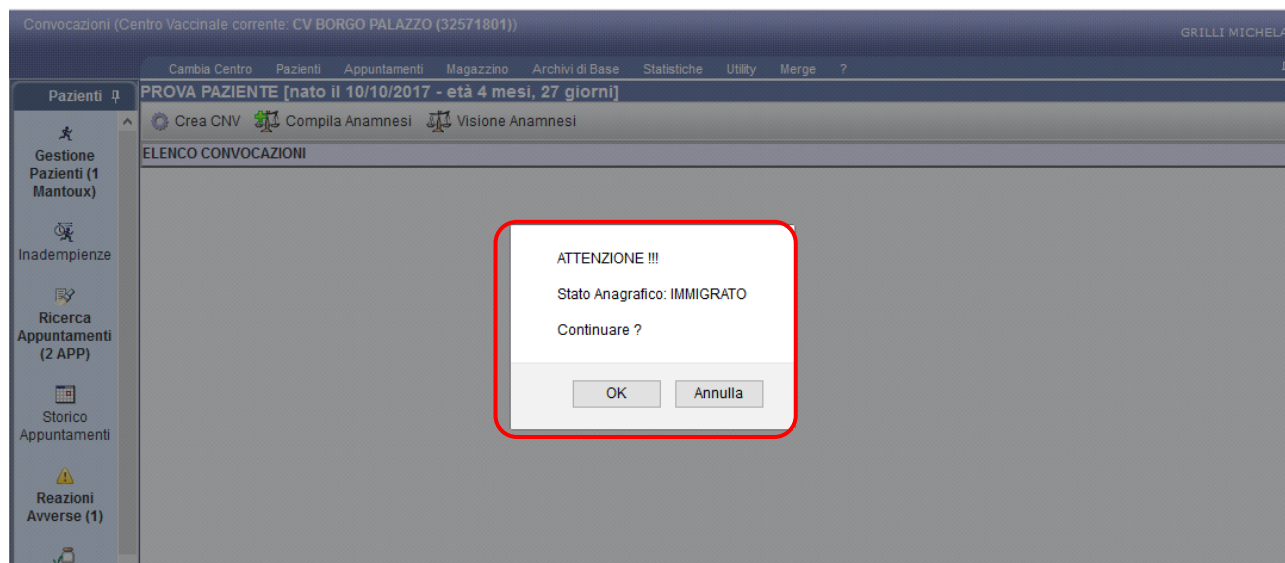 Convocazioni (Centro Vaccinale corrente: CV BORGO PALAZZO (32571801))
GRILLI MICHELA
Cambia Centro Pazienti Appuntamenti Magazzino Archivi di Base Statistiche Utility Merge ?
Pazienti
PROVA PAZIENTE [nato il 10/10/2017 - età 4 mesi, 27 giorni]
Crea CNV Compila Anamnesi Visione Anamnesi
ELENCO CONVOCAZIONI
Gestione
Pazienti (1
Mantoux)
Inadempienze
Ricerca
Appuntamenti
(2 APP)
Storico
Appuntamenti
Reazioni
Avverse (1)
ATTENZIONE !!!
Stato Anagrafico: IMMIGRATO
Continuare ?
OK Annulla